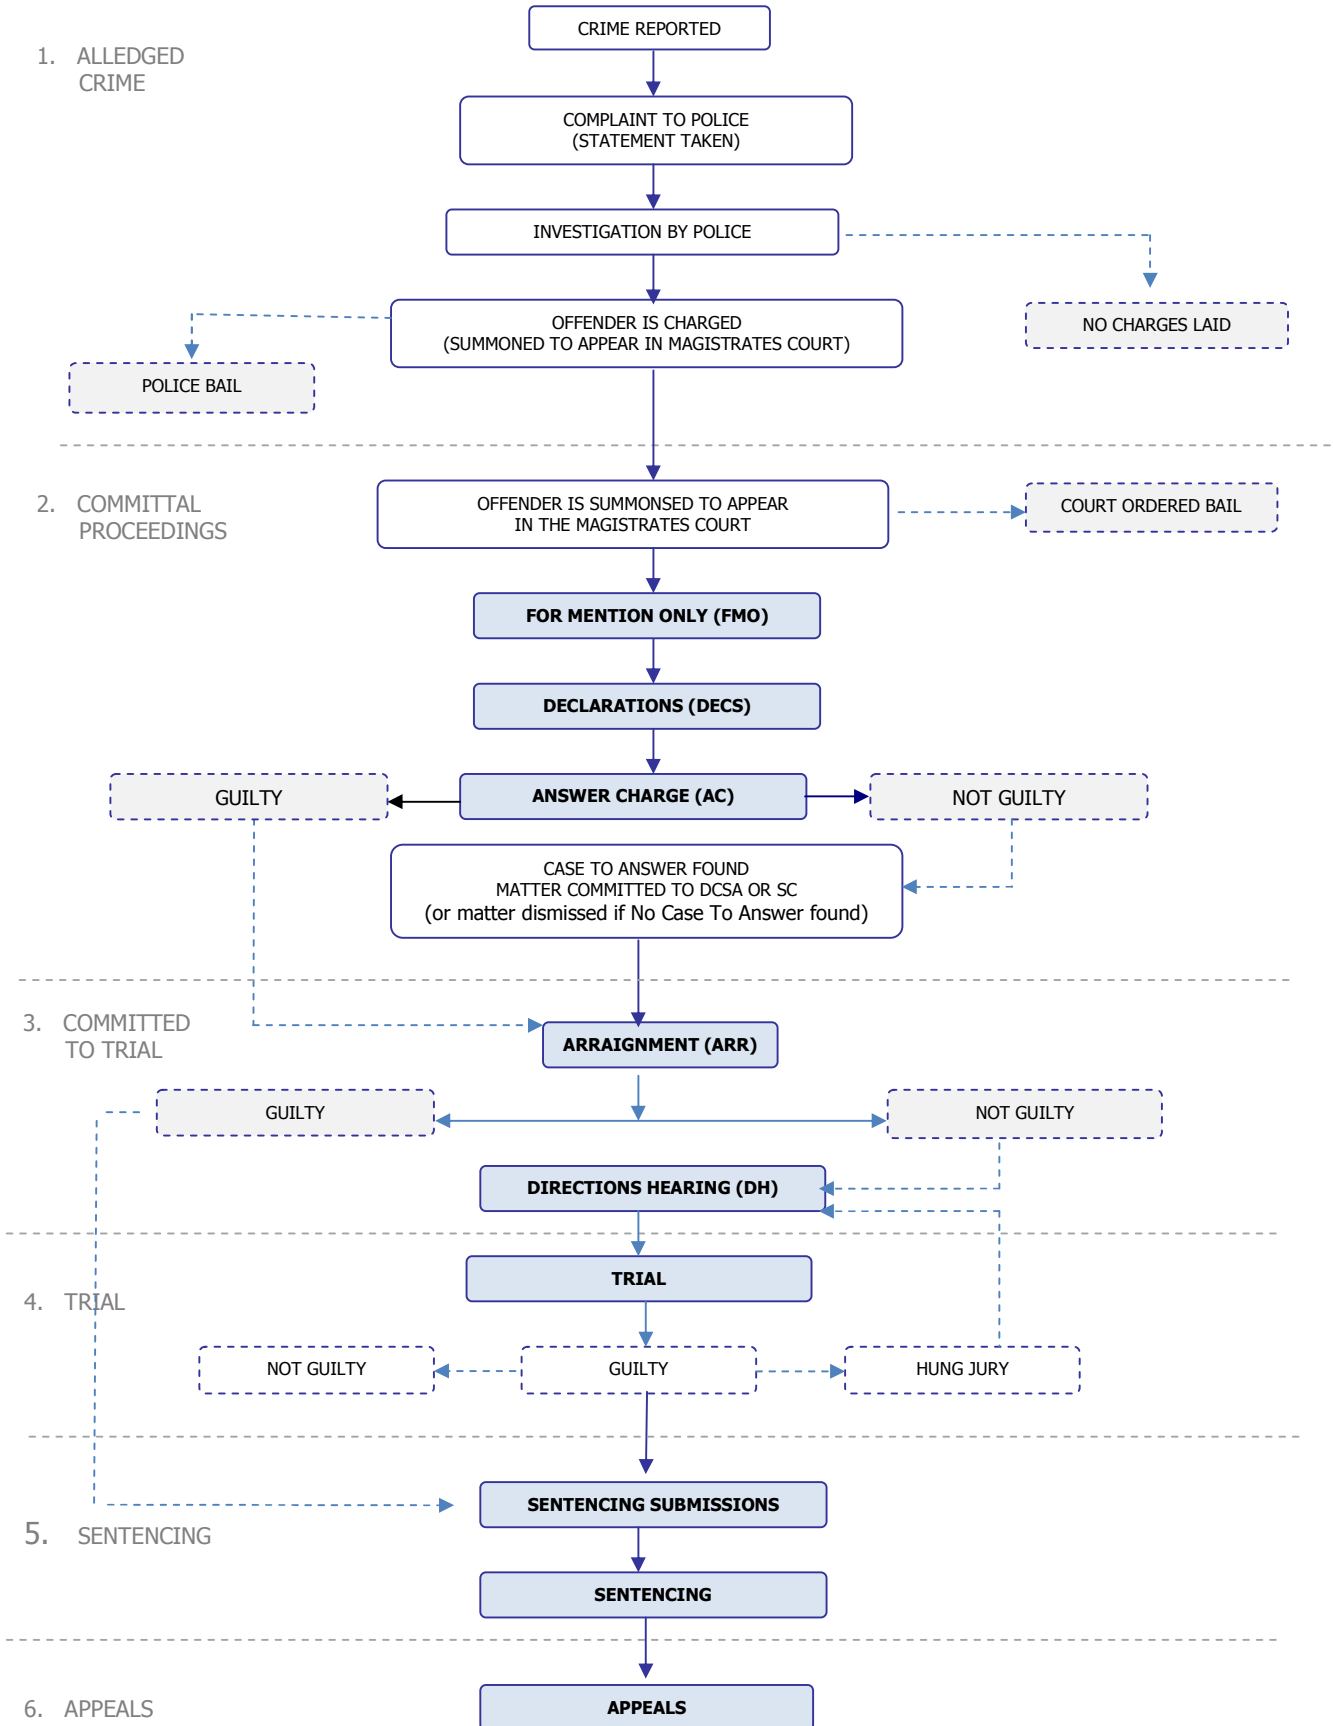 CRIME REPORTED
1. ALLEDGED
CRIME
COMPLAINT TO POLICE
(STATEMENT TAKEN)
INVESTIGATION BY POLICE
OFFENDER IS CHARGED
(SUMMONED TO APPEAR IN MAGISTRATES COURT)
NO CHARGES LAID
POLICE BAIL
2. COMMITTAL
PROCEEDINGS
OFFENDER IS SUMMONSED TO APPEAR
IN THE MAGISTRATES COURT
COURT ORDERED BAIL
FOR MENTION ONLY (FMO)
DECLARATIONS (DECS)
GUILTY
ANSWER CHARGE (AC)
NOT GUILTY
CASE TO ANSWER FOUND
MATTER COMMITTED TO DCSA OR SC
(or matter dismissed if No Case To Answer found)
3. COMMITTED
TO TRIAL
ARRAIGNMENT (ARR)
GUILTY
NOT GUILTY
DIRECTIONS HEARING (DH)
TRIAL
4. TRIAL
NOT GUILTY
GUILTY
HUNG JURY
SENTENCING SUBMISSIONS
5. SENTENCING
SENTENCING
6. APPEALS
APPEALS